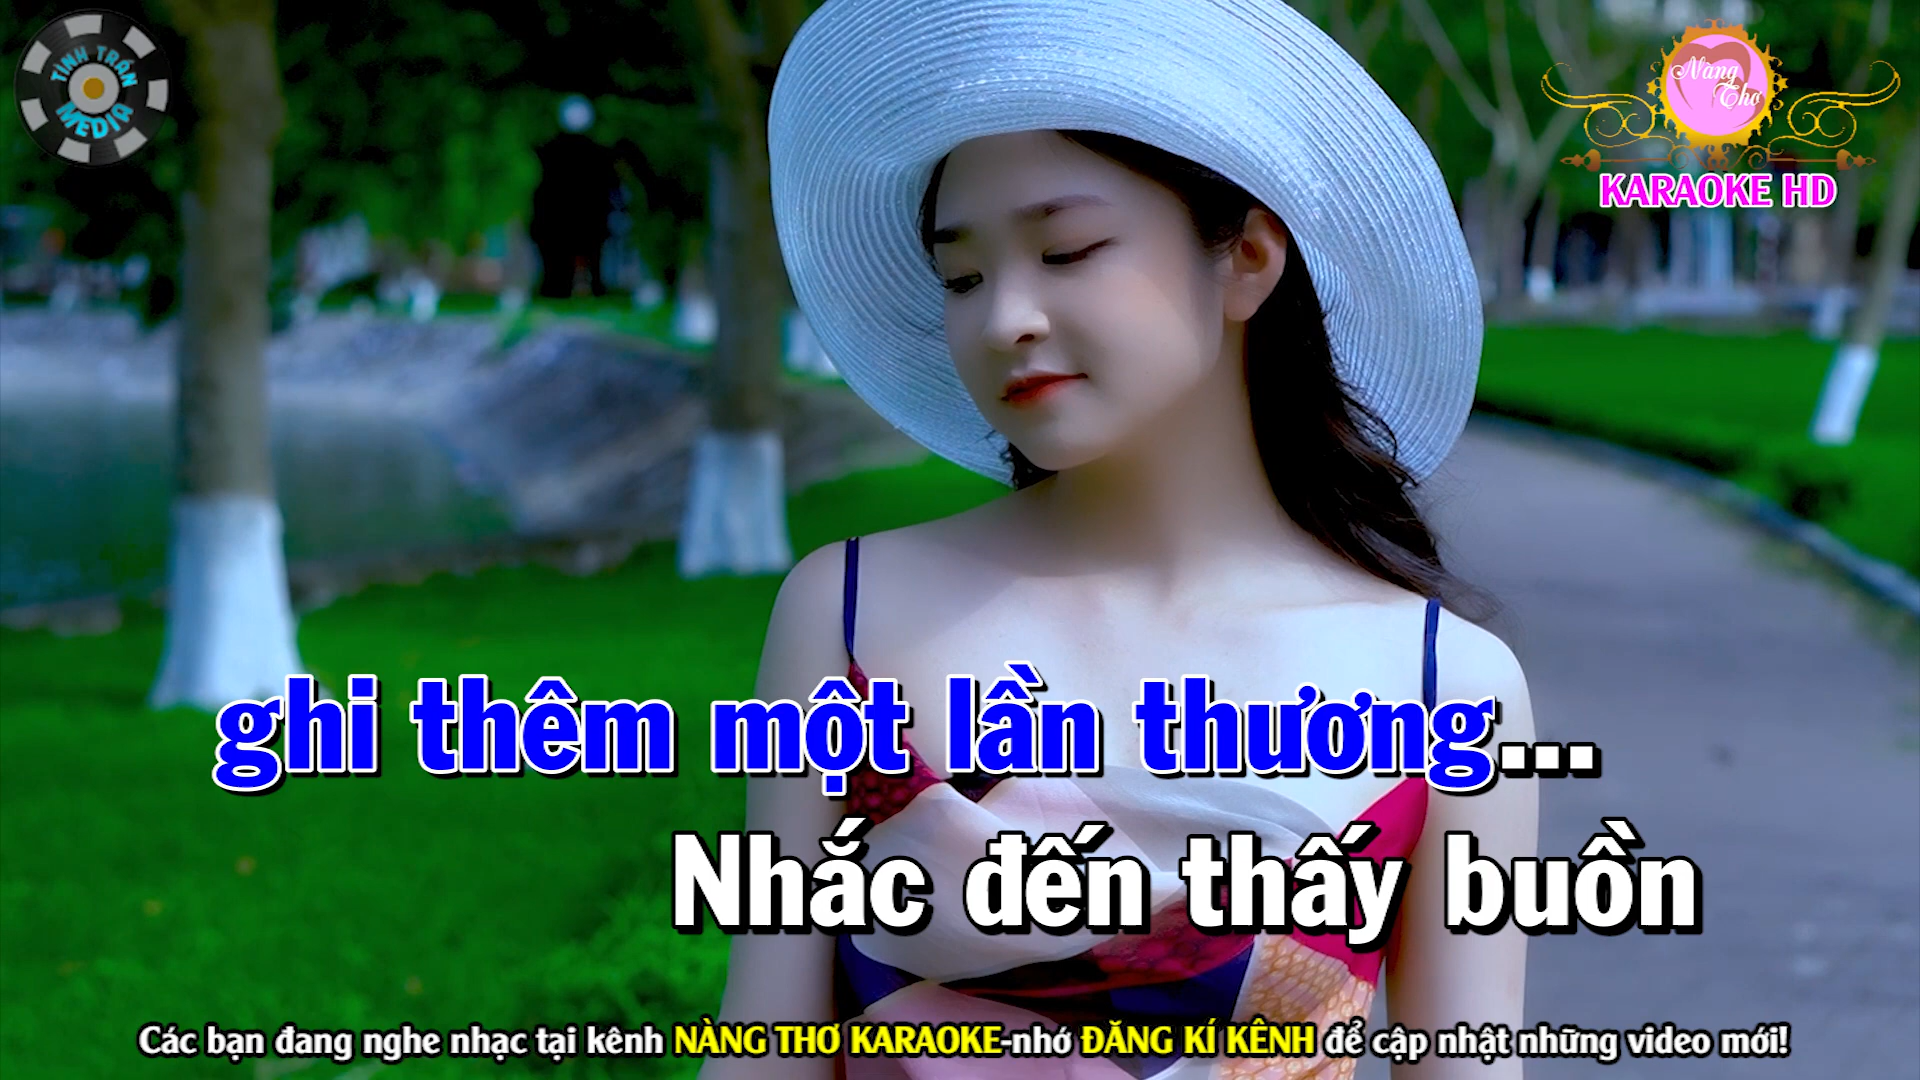 TÌNH TRẦN
MEDIA
Nàng
Thơ
KARAOKE HD
ghi thêm một lần thương...
Nhắc đến thấy buồn
Các bạn đang nghe nhạc tại kênh NÀNG THƠ KARAOKE-nhớ ĐĂNG KÍ KÊNH để cập nhật những video mới!